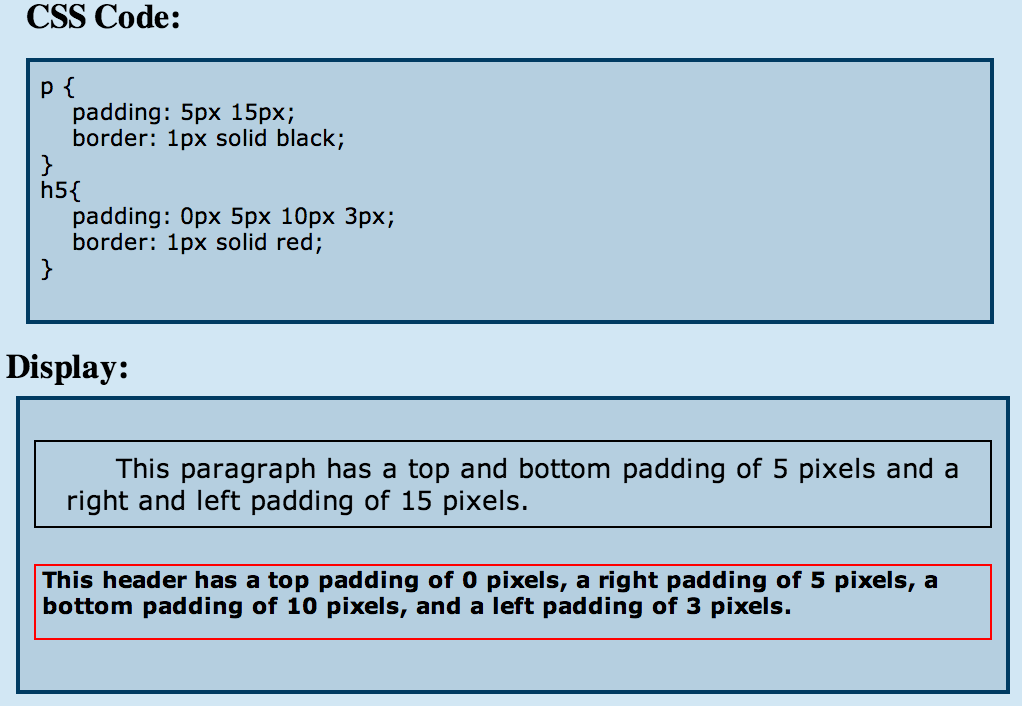 CSS Code:
p {
padding: 5px 15px;
border: 1px solid black;
}
h5{
padding: 0px 5px 10px 3px;
border: 1px solid red;
}
Display:
This paragraph has a top and bottom padding of 5 pixels and a
right and left padding of 15 pixels.
This header has a top padding of 0 pixels, a right padding of 5 pixels, a
bottom padding of 10 pixels, and a left padding of 3 pixels.